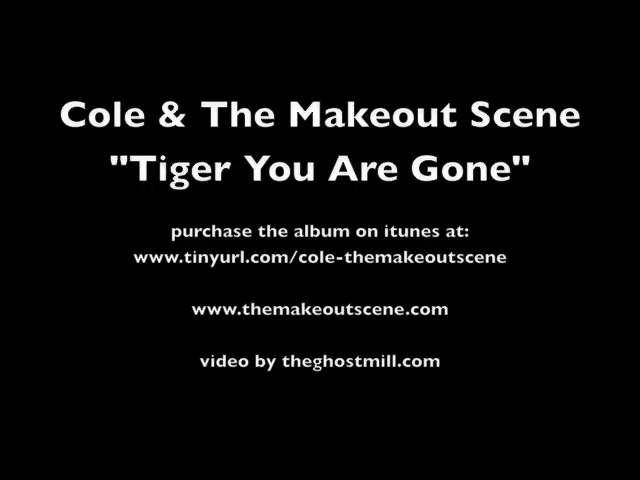 Cole & The Makeout Scene
"Tiger You Are Gone"
purchase the album on itunes at:
www.tinyurl.com/cole-themakeoutscene
www.themakeoutscene.com
video by theghostmill.com